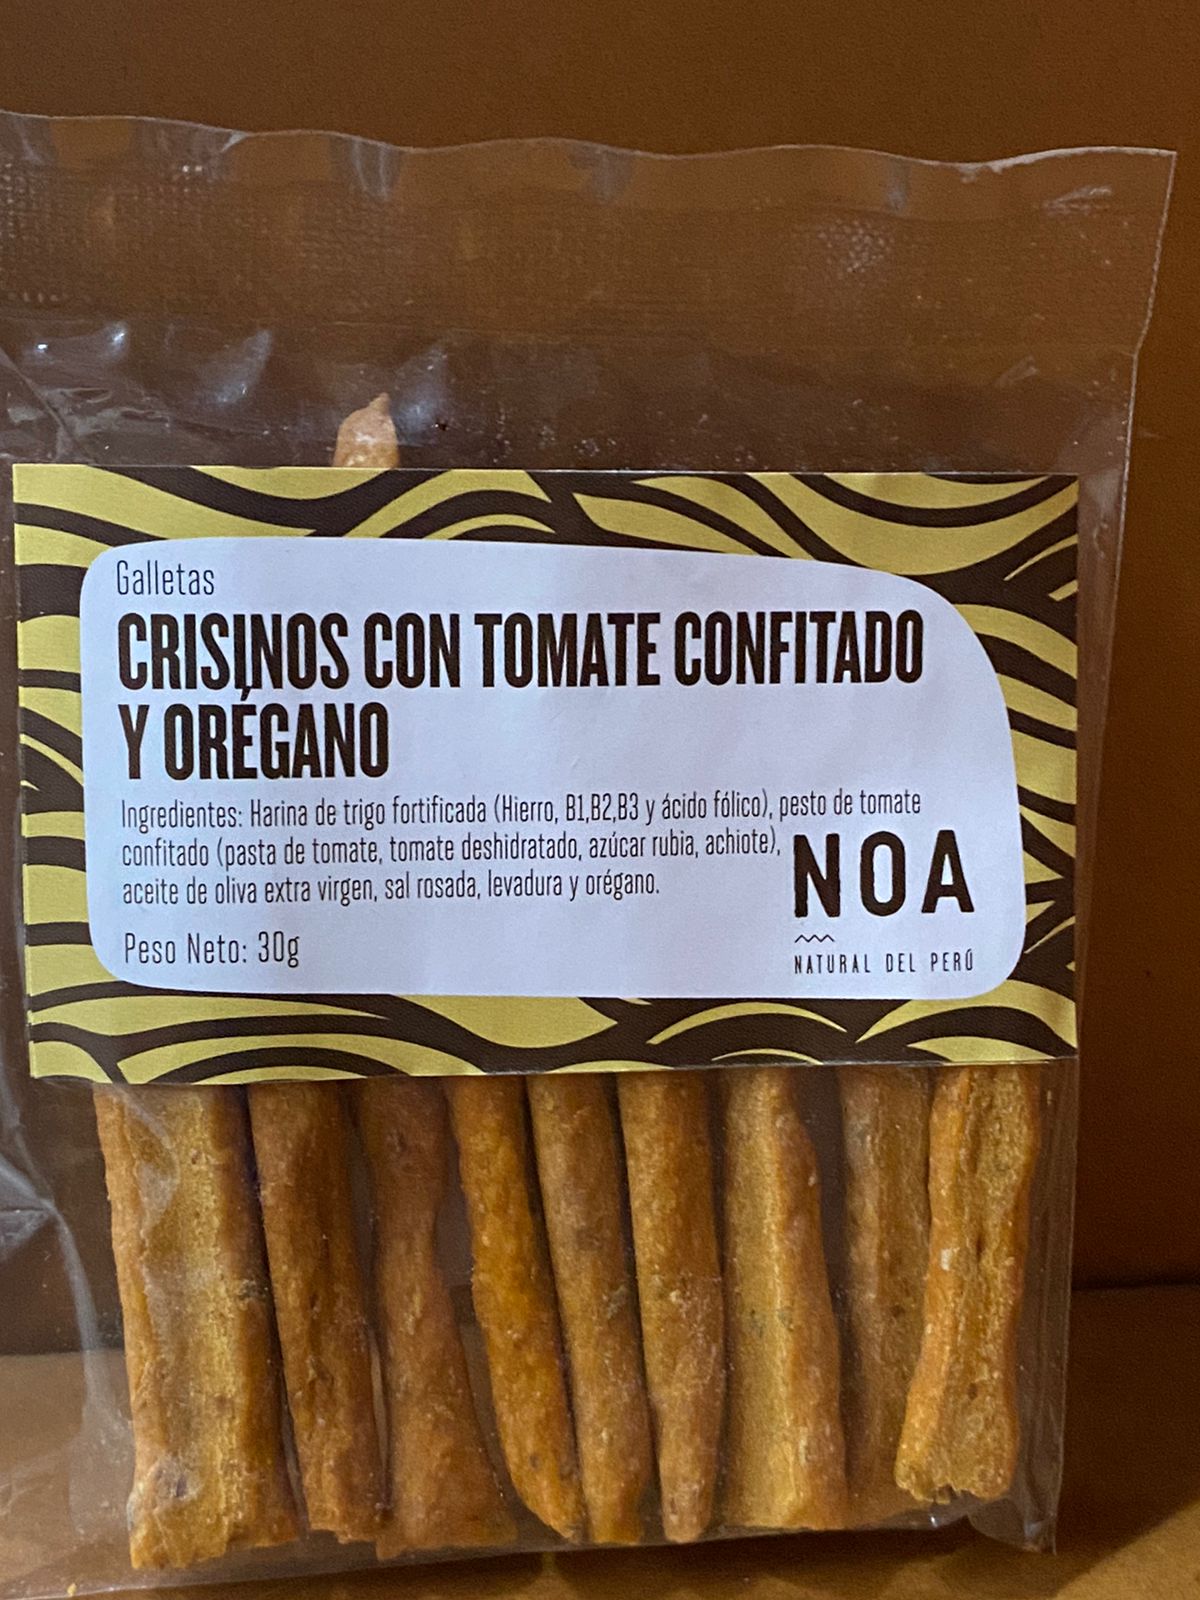 Galletas
CRISINOS CON TOMATE CONFITADO
Y ORÉGANO
Ingredientes: Harina de trigo fortificada (Hierro, B1,B2,B3 y ácido fólico), pesto de tomate
confitado (pasta de tomate, tomate deshidratado, azúcar rubia, achiote),
aceite de oliva extra virgen, sal rosada, levadura y orégano.
Peso Neto: 30g
NOA
NATURAL DEL PERÚ